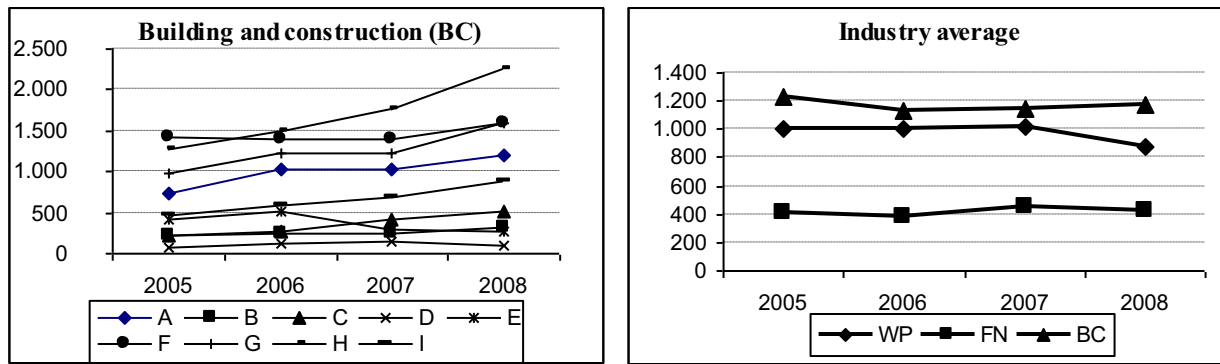 Building and construction (BC)
2.500
2.000
1.500
1.000
500
0
2005 2006 2007 2008
A B C D E
F G H I
Industry average
1.400
1.200
1.000
800
600
400
200
0
2005 2006 2007 2008
WP FN BC